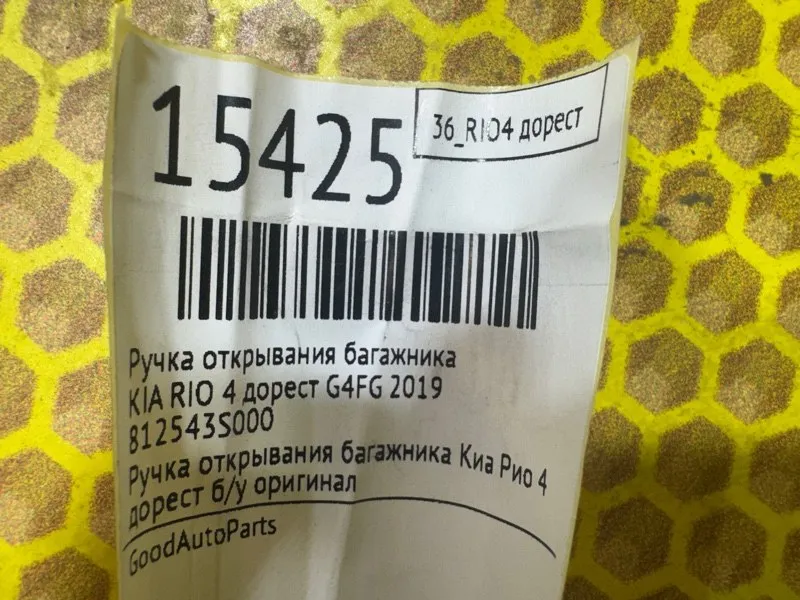 15425
36_RIO4 дорест
Ручка открывания багажника
KIA RIO 4 дорест G4FG 2019
812543S000
Ручка открывания багажника Киа Рио 4
дорест б/у оригинал
GoodAutoParts